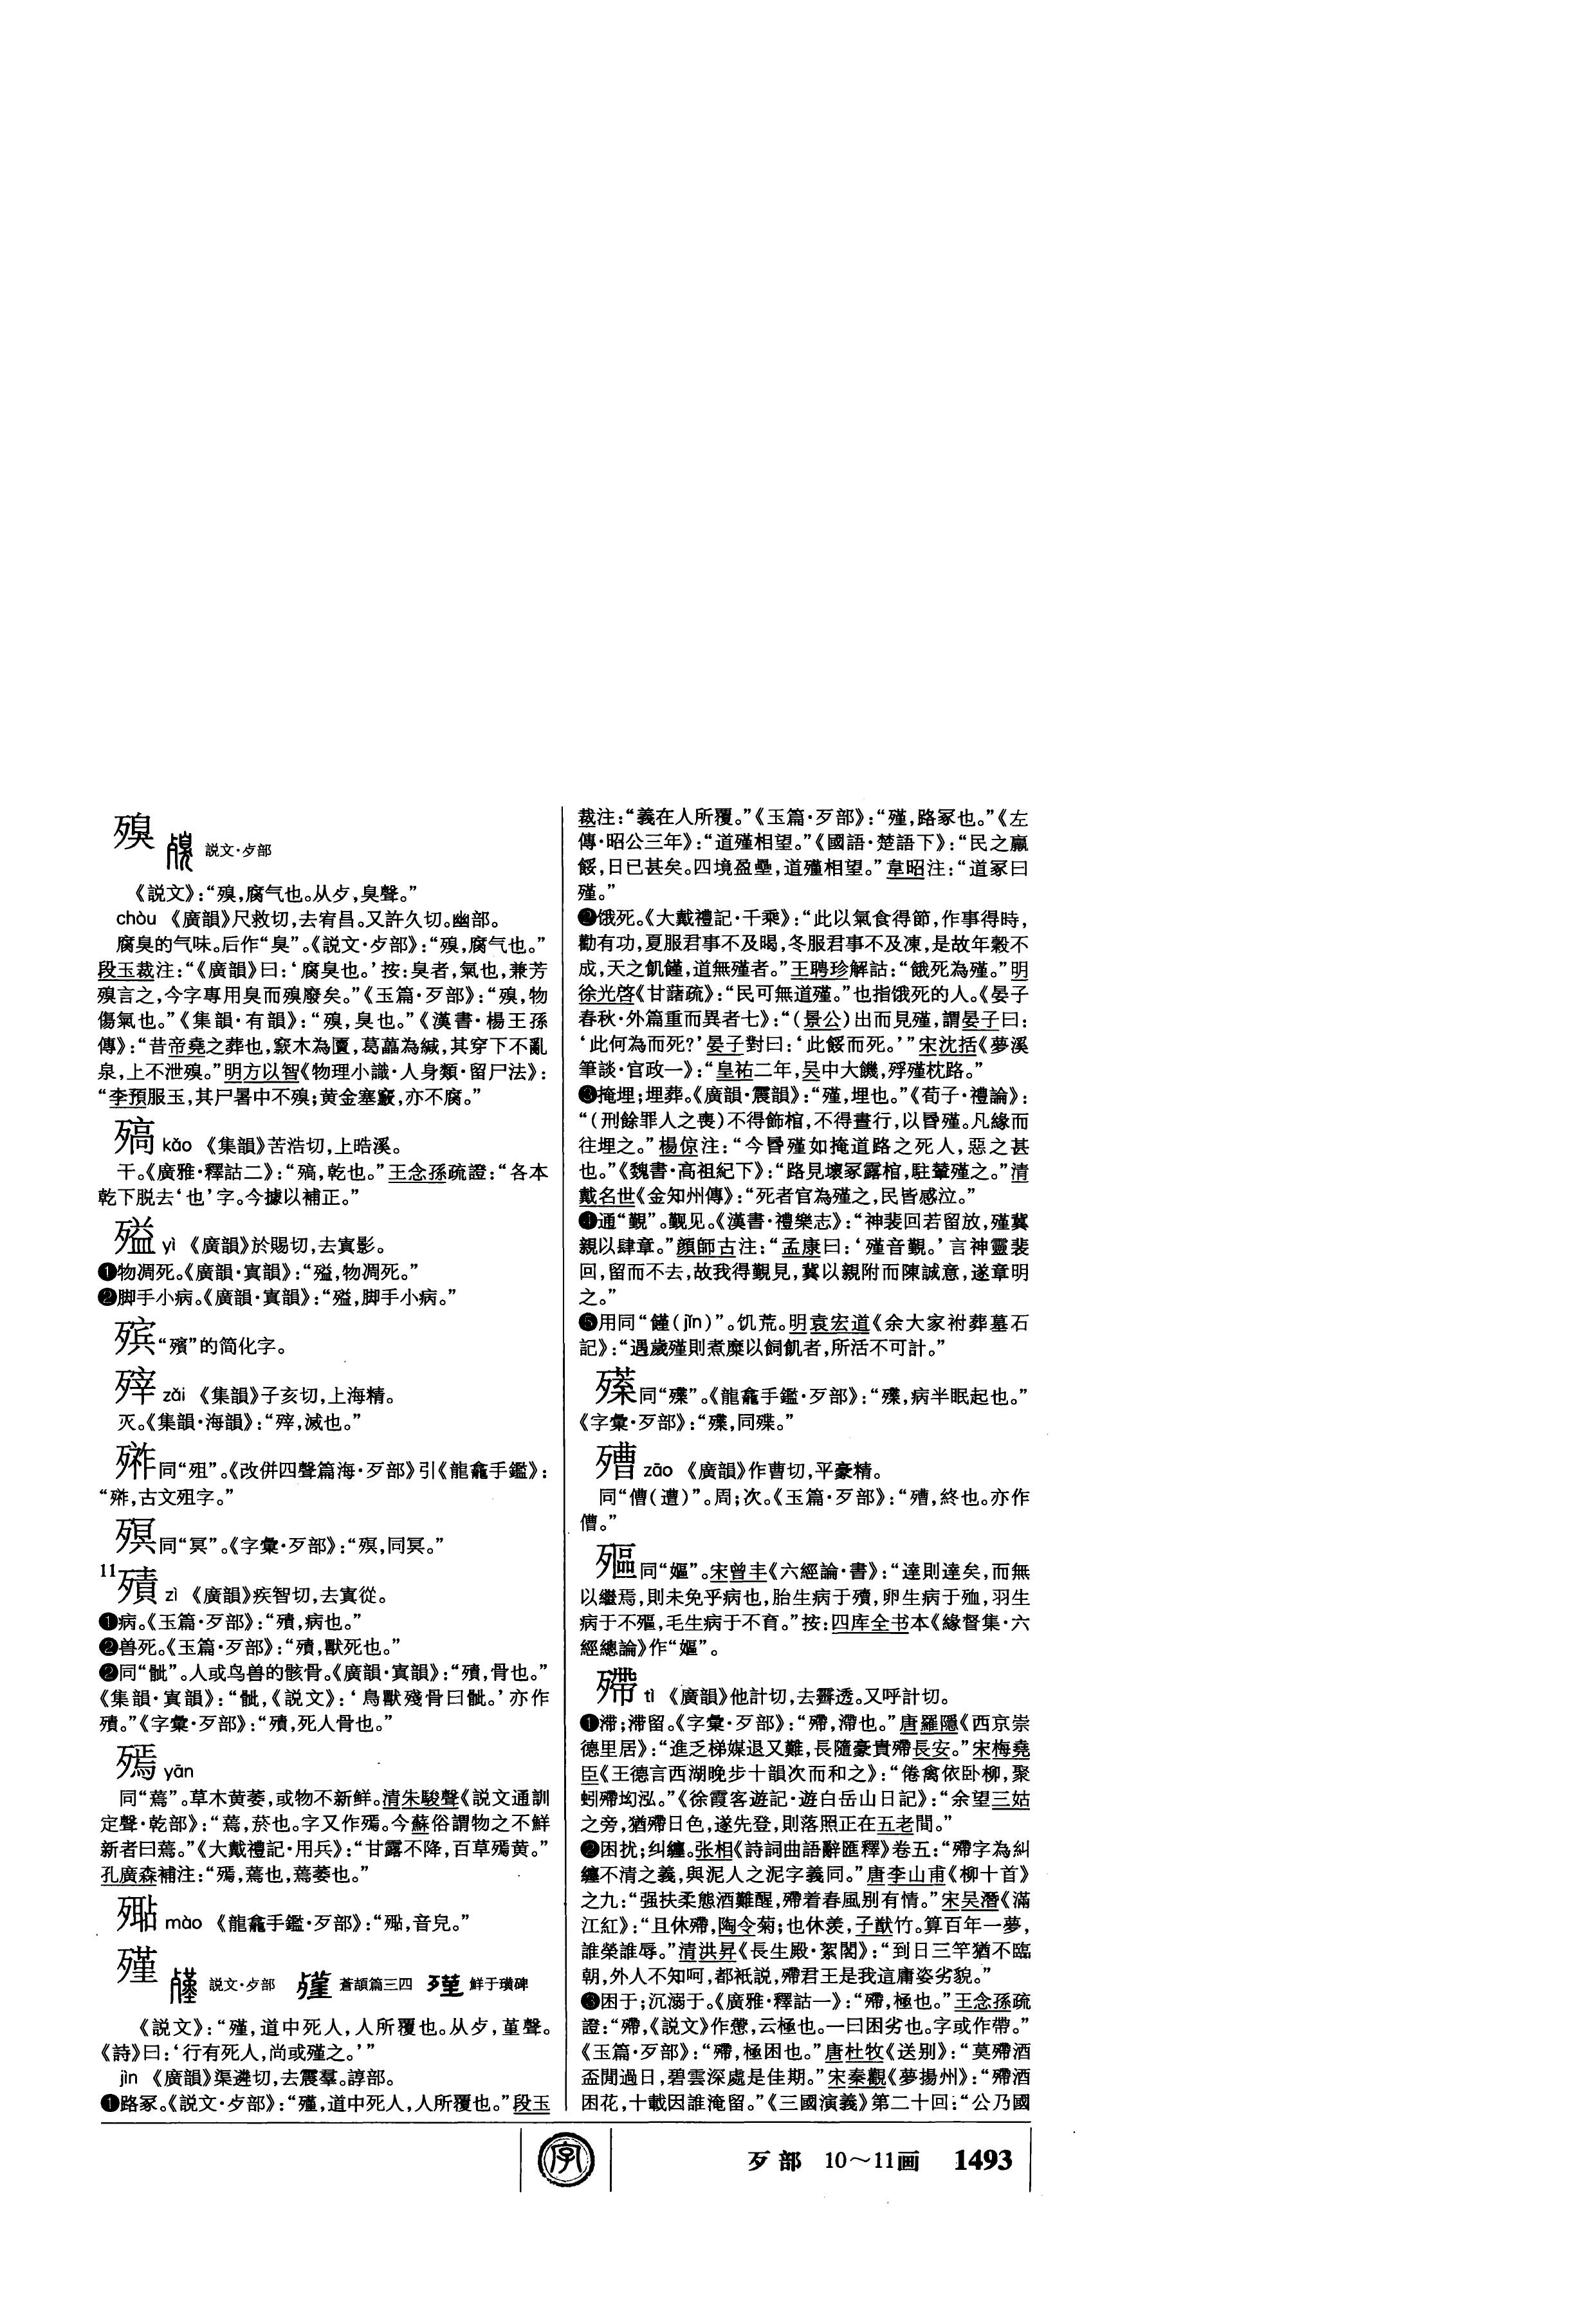 殠 説文·歺部
《説文》：“殠，腐气也。从歺，臭聲。”
chòu 《廣韻》尺救切，去宥昌。又許久切。幽部。
腐臭的气味。后作“臭”。《説文·歺部》：“殠，腐气也。”
段玉裁注：“《廣韻》曰：‘腐臭也。’按：臭者，氣也，兼芳
殠言之，今字專用臭而殠廢矣。”《玉篇·歹部》：“殠，物
傷氣也。”《集韻·有韻》：“殠，臭也。”《漢書·楊王孫
傳》：“昔帝堯之葬也，窾木為匵，葛藟為緘，其穿下不亂
泉，上不泄殠。”明方以智《物理小識·人身類·留尸法》：
“李預服玉，其尸暑中不殠；黄金塞竅，亦不腐。”
㱿 kǎo 《集韻》苦浩切，上晧溪。
干。《廣雅·釋詁二》：“，乾也。”王念孫疏證：“各本
乾下脱去‘也’字。今據以補正。”
yì 《廣韻》於賜切，去寘影。
❶物凋死。《廣韻·寘韻》：“，物凋死。”
❷脚手小病。《廣韻·寘韻》：“，脚手小病。”
殡“殯”的简化字。
zǎi 《集韻》子亥切，上海精。
灭。《集韻·海韻》：“，滅也。”
同“殂”。《改併四聲篇海·歹部》引《龍龕手鑑》：
“，古文殂字。”
同“冥”。《字彙·歹部》：“，同冥。”
11
殨 zì 《廣韻》疾智切，去寘從。
❶病。《玉篇·歹部》：“，病也。”
❷兽死。《玉篇·歹部》：“，獸死也。”
❷同“骴”。人或鸟兽的骸骨。《廣韻·寘韻》：“，骨也。”
《集韻·寘韻》：“骴，《説文》：‘鳥獸殘骨曰骴。’亦作
。”《字彙·歹部》：“，死人骨也。”
yān
同“蔫”。草木黄萎，或物不新鲜。清朱駿聲《説文通訓
定聲·乾部》：“蔫，菸也。字又作。今蘇俗謂物之不鮮
新者曰蔫。”《大戴禮記·用兵》：“甘露不降，百草黄。”
孔廣森補注：“，蔫也，蔫萎也。”
mào 《龍龕手鑑·歹部》：“，音皃。”
殣 説文·歺部 蒼頡篇三四 鮮于璜碑
《説文》：“殣，道中死人，人所覆也。从歺，堇聲。
《詩》曰：‘行有死人，尚或殣之。’”
jìn 《廣韻》渠遴切，去震羣。諄部。
❶路冢。《説文·歺部》：“殣，道中死人，人所覆也。”段玉
裁注：“義在人所覆。”《玉篇·歹部》：“殣，路冢也。”《左
傳·昭公三年》：“道殣相望。”《國語·楚語下》：“民之羸
餒，日已甚矣。四境盈壘，道殣相望。”韋昭注：“道冢曰
殣。”
❷饿死。《大戴禮記·千乘》：“此以氣食得節，作事得時，
勸有功，夏服君事不及暍，冬服君事不及凍，是故年穀不
成，天之飢饉，道無殣者。”王聘珍解詁：“餓死為殣。”明
徐光啓《甘藷疏》：“民可無道殣。”也指饿死的人。《晏子
春秋·外篇重而異者七》：“（景公）出而見殣，謂晏子曰：
‘此何為而死？’晏子對曰：‘此餒而死。’”宋沈括《夢溪
筆談·官政一》：“皇祐二年，吴中大饑，殍殣枕路。”
❸掩埋；埋葬。《廣韻·震韻》：“殣，埋也。”《荀子·禮論》：
“（刑餘罪人之喪）不得飾棺，不得晝行，以昏殣。凡緣而
往埋之。”楊倞注：“今昏殣如掩道路之死人，惡之甚
也。”《魏書·高祖紀下》：“路見壞冢露棺，駐輦殣之。”清
戴名世《金知州傳》：“死者官為殣之，民皆感泣。”
❹通“覲”。觐见。《漢書·禮樂志》：“神裴回若留放，殣冀
親以肆章。”顔師古注：“孟康曰：‘殣音覲。’言神靈裴
回，留而不去，故我得覲見，冀以親附而陳誠意，遂章明
之。”
❺用同“饉（jǐn）”。饥荒。明袁宏道《余大家祔葬墓石
記》：“遇歲殣則煮糜以飼飢者，所活不可計。”
同“殜”。《龍龕手鑑·歹部》：“，病半眠起也。”
《字彙·歹部》：“，同殜。”
zāo 《廣韻》作曹切，平豪精。
同“傮（遭）”。周；次。《玉篇·歹部》：“，終也。亦作
傮。”
同“嫗”。宋曾丰《六經論·書》：“達則達矣，而無
以繼焉，則未免乎病也，胎生病于殰，卵生病于殈，羽生
病于不，毛生病于不育。”按：四库全书本《緣督集·六
經總論》作“嫗”。
殢 tì 《廣韻》他計切，去霽透。又呼計切。
❶滞；滞留。《字彙·歹部》：“殢，滯也。”唐羅隱《西京崇
德里居》：“進乏梯媒退又難，長隨豪貴殢長安。”宋梅堯
臣《王德言西湖晚步十韻次而和之》：“倦禽依卧柳，聚
蚓殢坳泓。”《徐霞客遊記·遊白岳山日記》：“余望三姑
之旁，猶殢日色，遂先登，則落照正在五老間。”
❷困扰；纠缠。张相《詩詞曲語辭匯釋》卷五：“殢字為糾
纏不清之義，與泥人之泥字義同。”唐李山甫《柳十首》
之九：“强扶柔態酒難醒，殢着春風别有情。”宋吴潛《滿
江紅》：“且休殢，陶令菊；也休羨，子猷竹。算百年一夢，
誰榮誰辱。”清洪昇《長生殿·絮閣》：“到日三竿猶不臨
朝，外人不知呵，都衹説，殢君王是我這庸姿劣貌。”
❸困于；沉溺于。《廣雅·釋詁一》：“殢，極也。”王念孫疏
證：“殢，《説文》作㦅，云極也。一曰困劣也。字或作帶。”
《玉篇·歹部》：“殢，極困也。”唐杜牧《送别》：“莫殢酒
盃閒過日，碧雲深處是佳期。”宋秦觀《夢揚州》：“殢酒
困花，十載因誰淹留。”《三國演義》第二十回：“公乃國
字 歹部 10～11画 1493